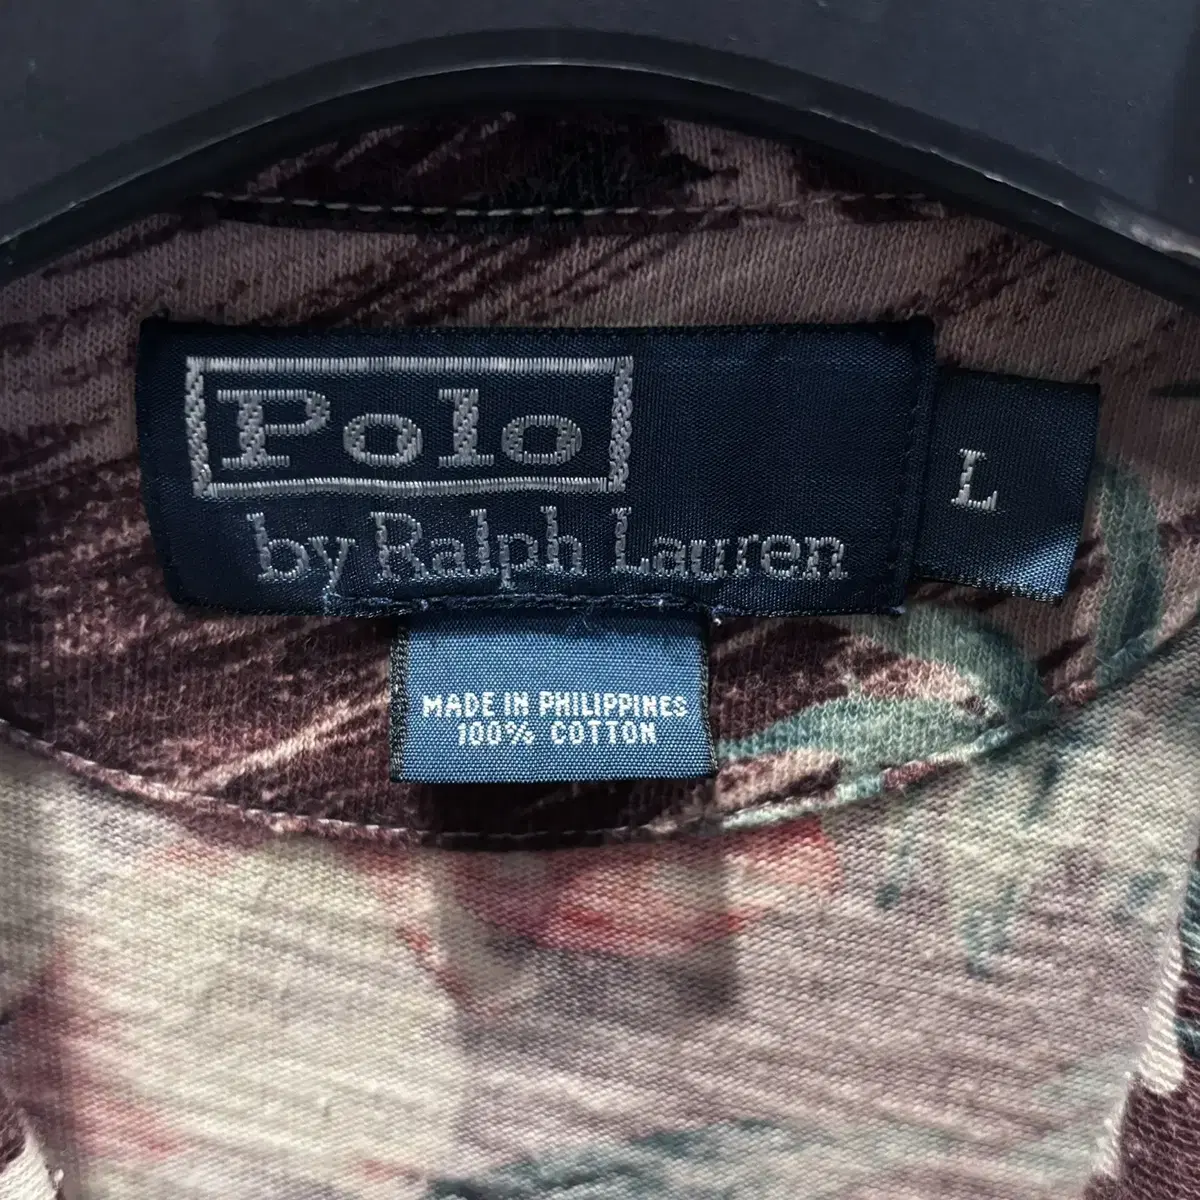 Polo
by Ralph Lauren
L
MADE IN PHILIPPINES
100% COTTON